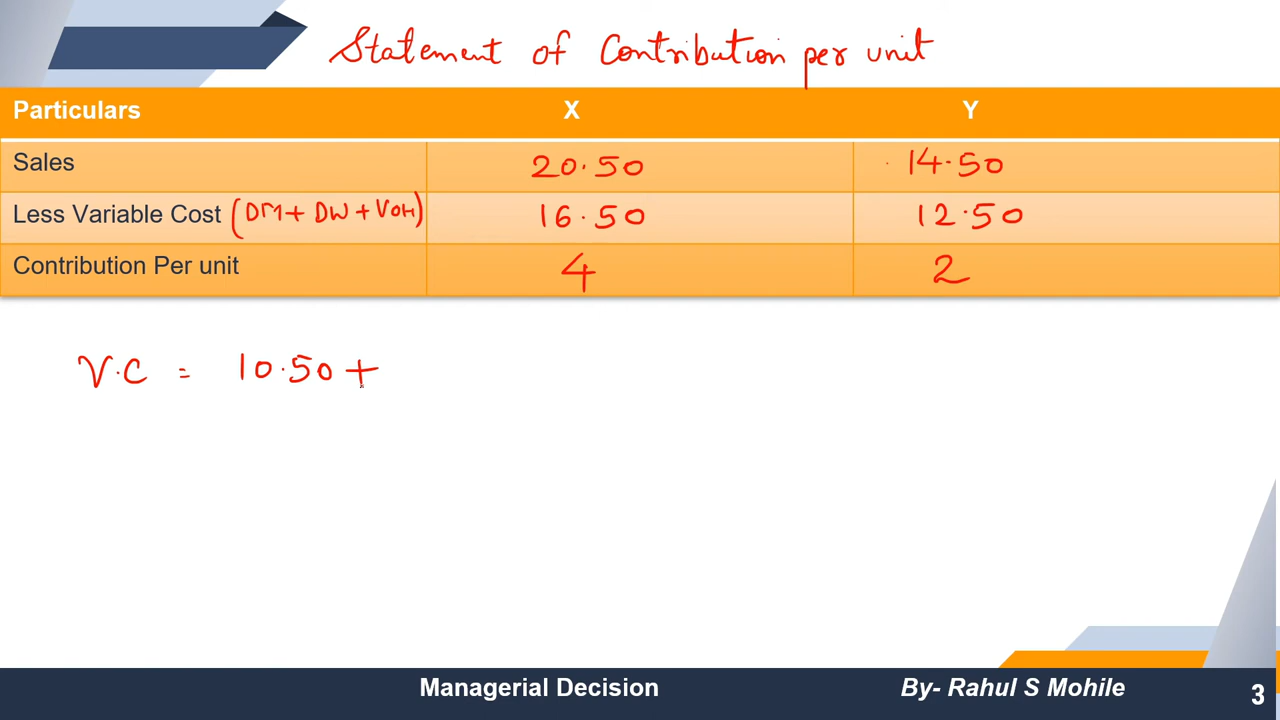 Statement of Contribution per unit
Particulars X Y
Sales 20.50 14.50
Less Variable Cost (DM + DW + VOH) 16.50 12.50
Contribution Per unit 4 2
V.C = 10.50 +
Managerial Decision By- Rahul S Mohile 3